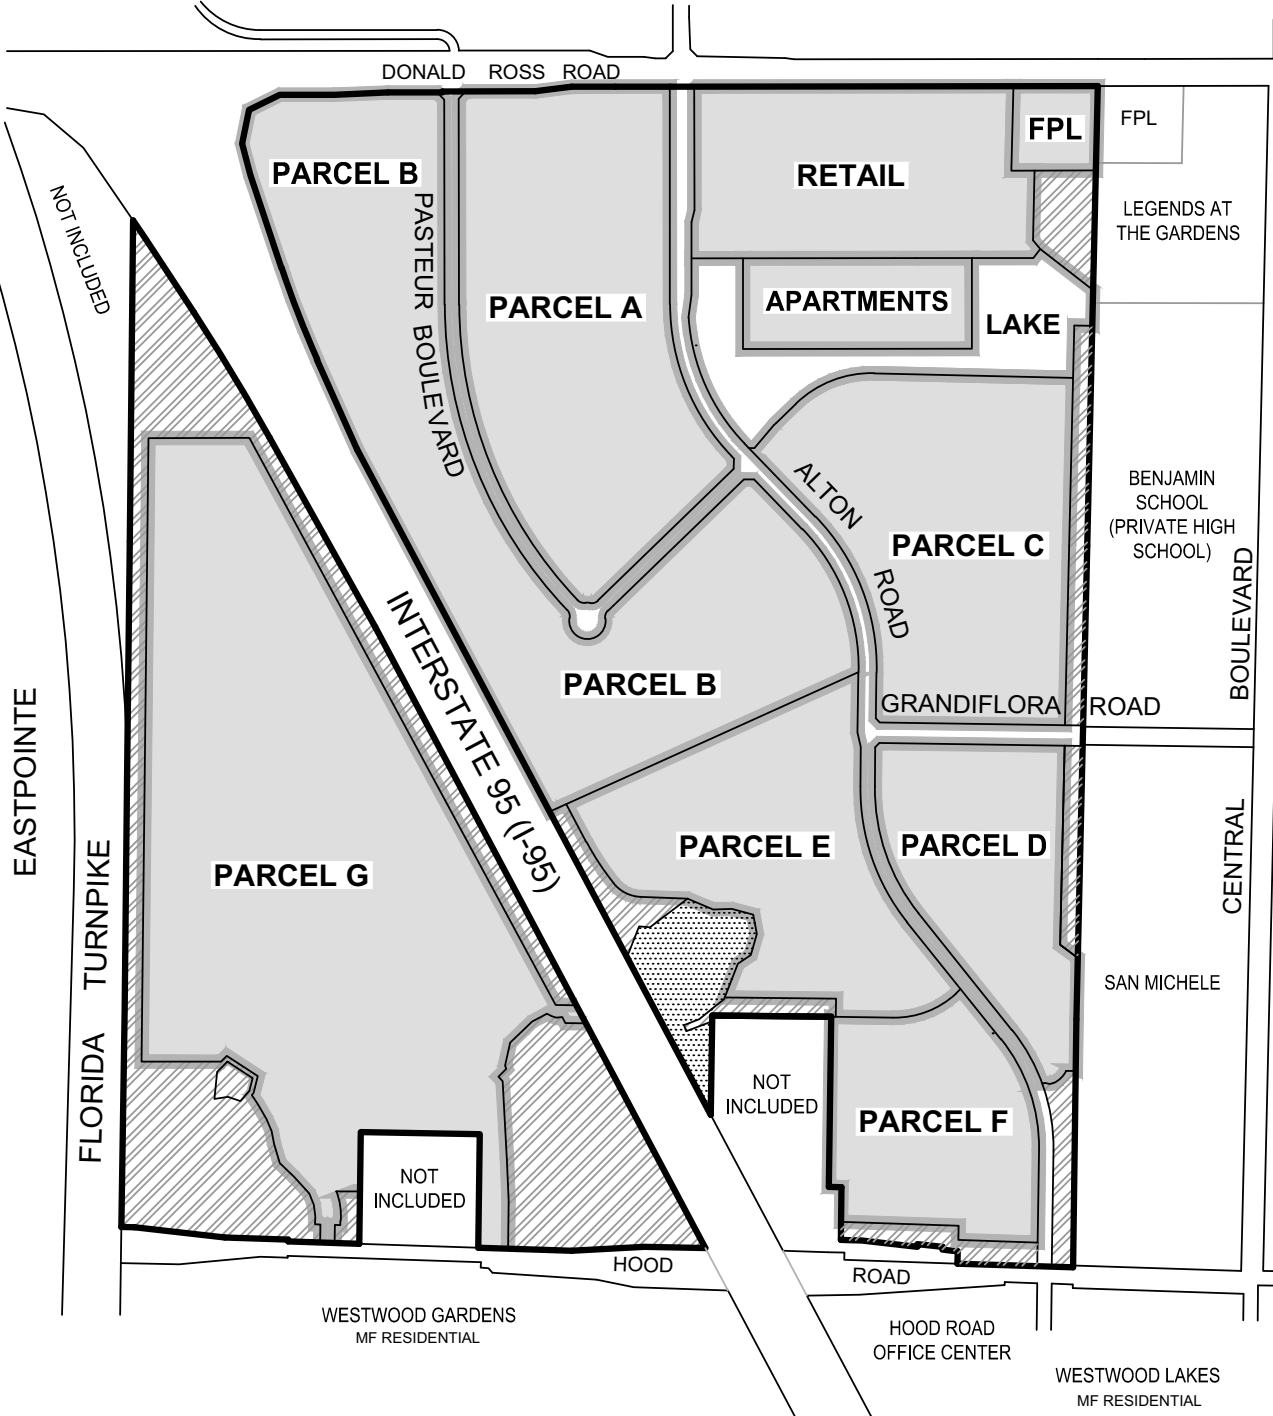 DONALD ROSS ROAD
FPL
FPL
PARCEL B
RETAIL
NOT INCLUDED
PASTEUR BOULEVARD
LEGENDS AT
THE GARDENS
PARCEL A
APARTMENTS
LAKE
ALTON
ROAD
BENJAMIN
SCHOOL
(PRIVATE HIGH
SCHOOL)
PARCEL C
INTERSTATE 95 (I-95)
PARCEL B
GRANDIFLORA ROAD
CENTRAL BOULEVARD
EASTPOINTE
FLORIDA TURNPIKE
PARCEL G
PARCEL E
PARCEL D
SAN MICHELE
NOT
INCLUDED
PARCEL F
NOT
INCLUDED
HOOD ROAD
WESTWOOD GARDENS
MF RESIDENTIAL
HOOD ROAD
OFFICE CENTER
WESTWOOD LAKES
MF RESIDENTIAL